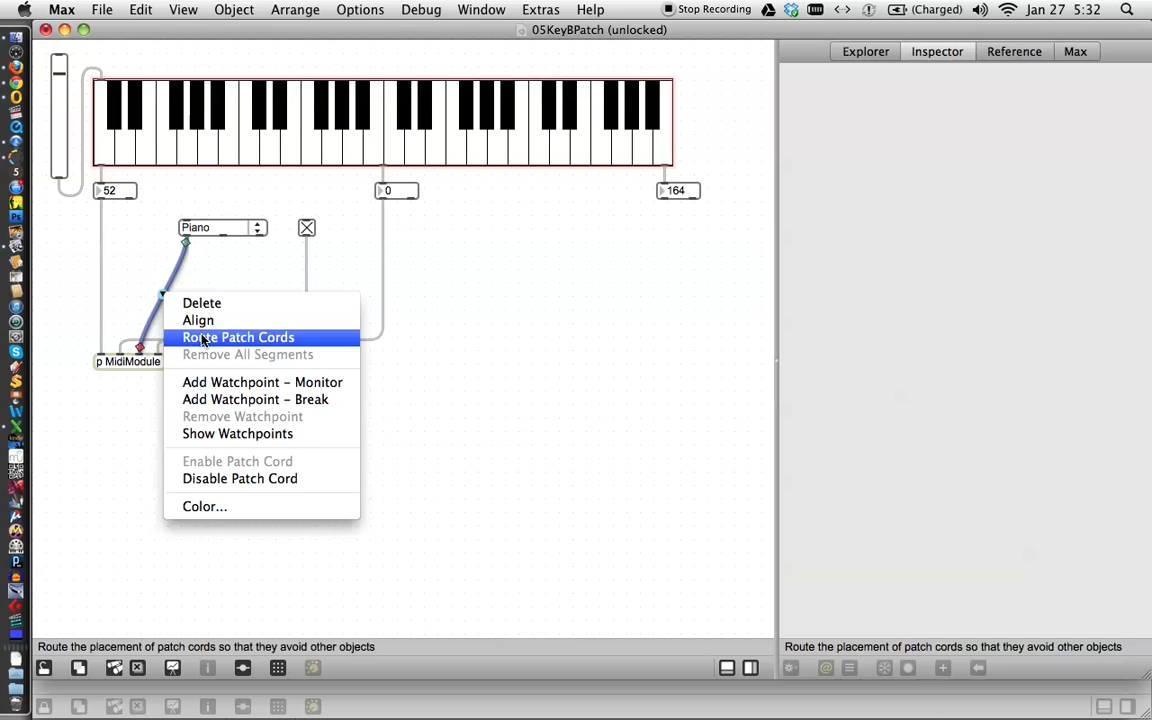 Max File Edit View Object Arrange Options Debug Window Extras Help Stop Recording (Charged) Jan 27 5:32
05KeyBPatch (unlocked)
Explorer Inspector Reference Max
52 0 164
Piano
p MidiModule
Delete
Align
Route Patch Cords
Remove All Segments
Add Watchpoint - Monitor
Add Watchpoint - Break
Remove Watchpoint
Show Watchpoints
Enable Patch Cord
Disable Patch Cord
Color...
Route the placement of patch cords so that they avoid other objects
Route the placement of patch cords so that they avoid other objects